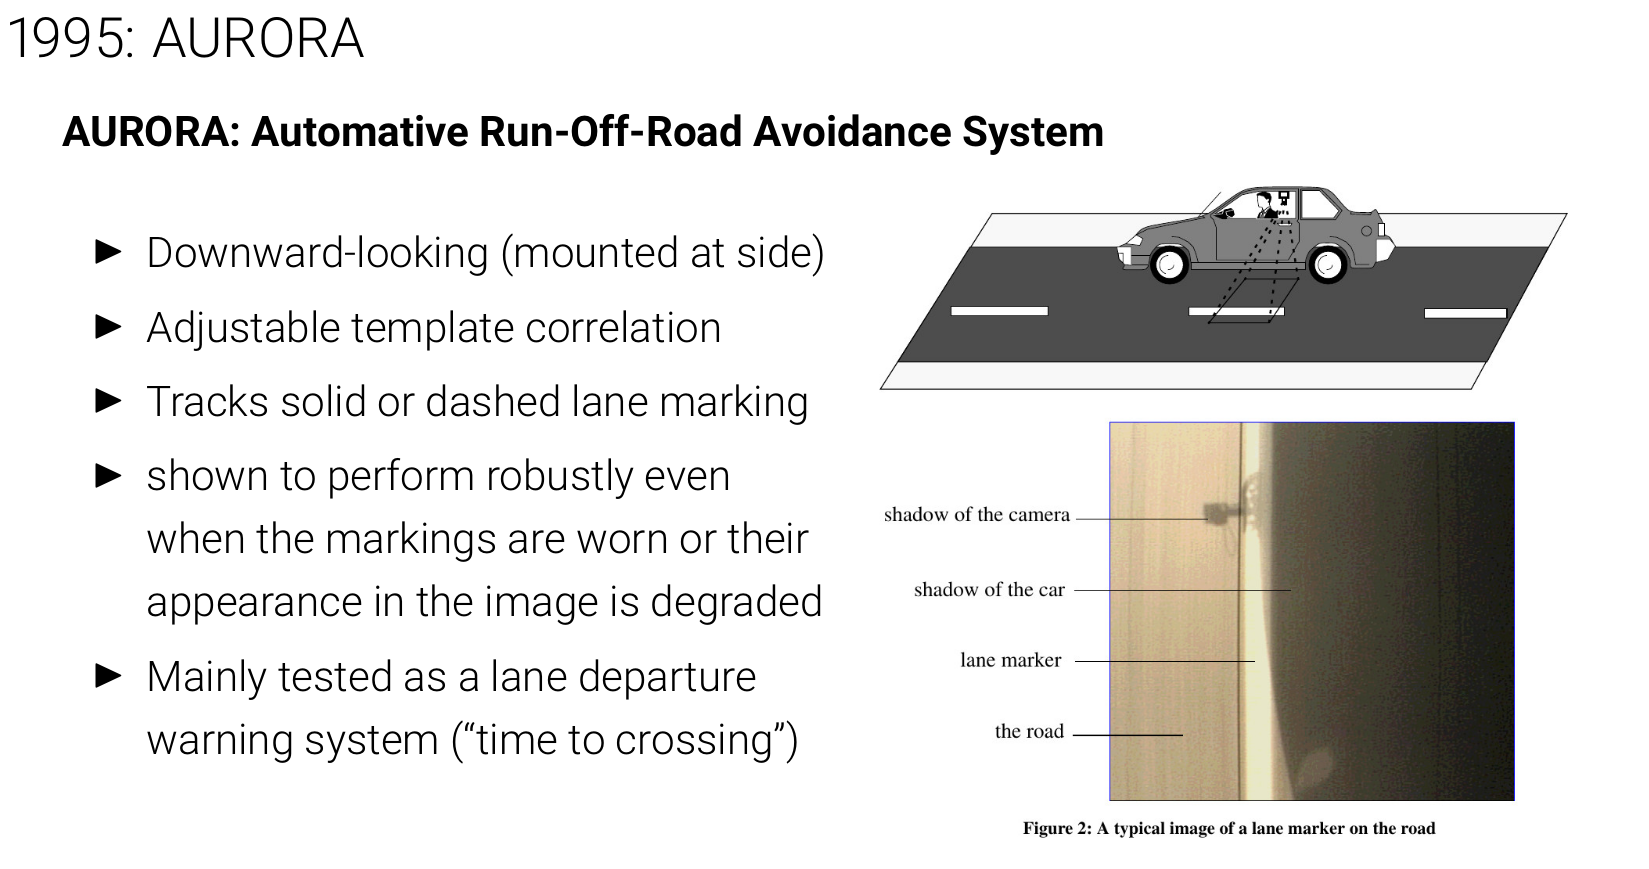 1995: AURORA
AURORA: Automative Run-Off-Road Avoidance System
► Downward-looking (mounted at side)
► Adjustable template correlation
► Tracks solid or dashed lane marking
► shown to perform robustly even
when the markings are worn or their
appearance in the image is degraded
► Mainly tested as a lane departure
warning system (“time to crossing”)
shadow of the camera
shadow of the car
lane marker
the road
Figure 2: A typical image of a lane marker on the road